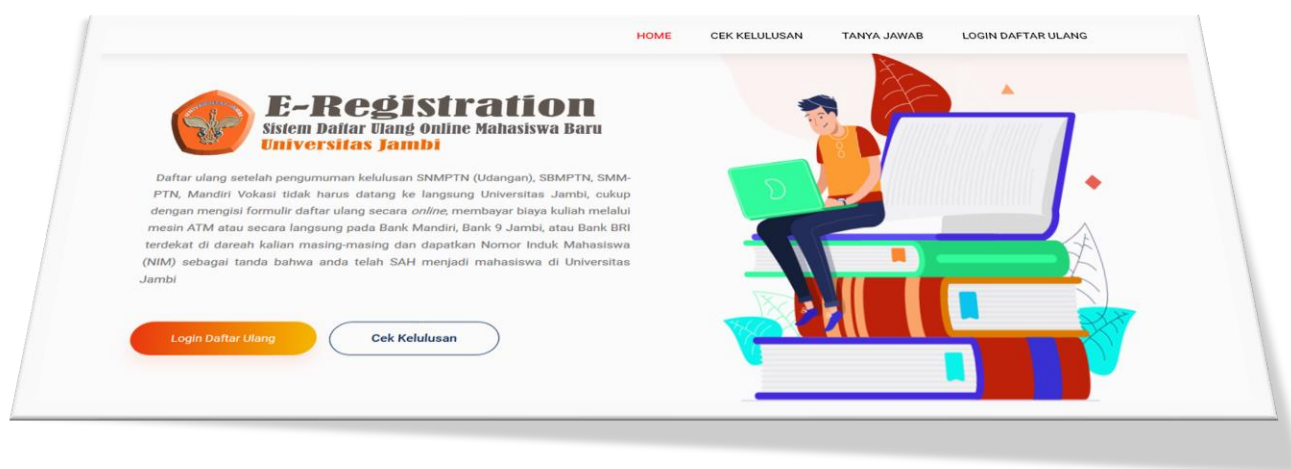 HOME CEK KELULUSAN TANYA JAWAB LOGIN DAFTAR ULANG
E-Registration
Sistem Daftar Ulang Online Mahasiswa Baru
Universitas Jambi
Daftar ulang setelah pengumuman kelulusan SNMPTN (Udangan), SBMPTN, SMM-
PTN, Mandiri Vokasi tidak harus datang ke langsung Universitas Jambi, cukup
dengan mengisi formulir daftar ulang secara online, membayar biaya kuliah melalui
mesin ATM atau secara langsung pada Bank Mandiri, Bank 9 Jambi, atau Bank BRI
terdekat di dareah kalian masing-masing dan dapatkan Nomor Induk Mahasiswa
(NIM) sebagai tanda bahwa anda telah SAH menjadi mahasiswa di Universitas
Jambi
Login Daftar Ulang Cek Kelulusan